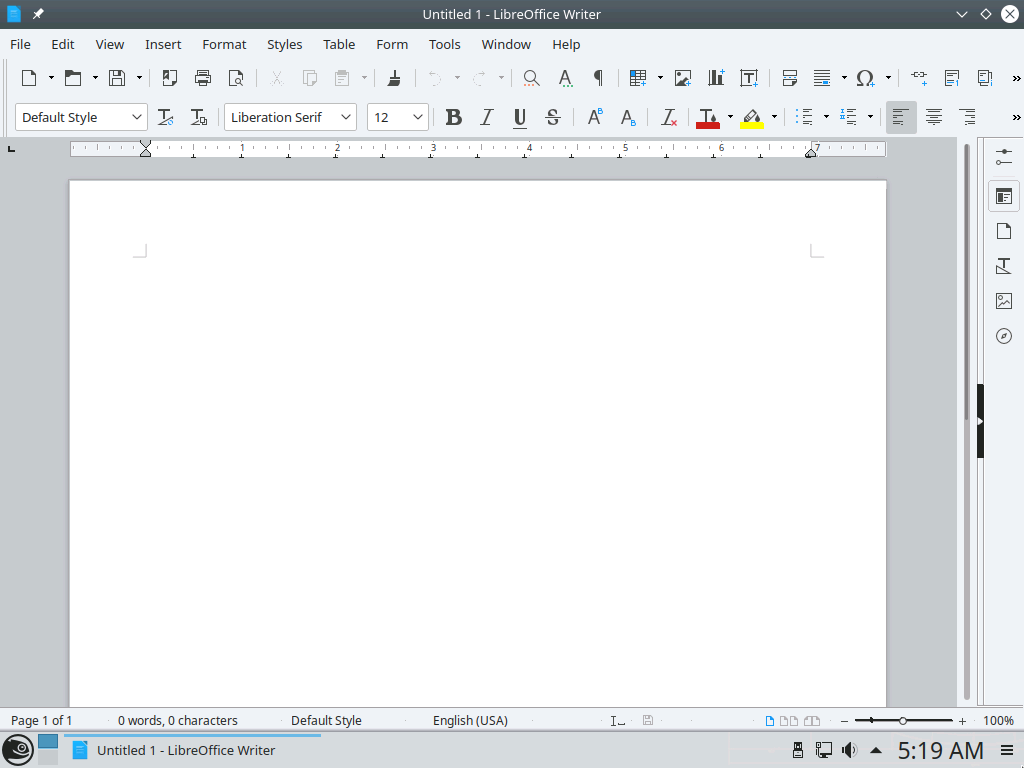 Untitled 1 - LibreOffice Writer
File Edit View Insert Format Styles Table Form Tools Window Help
Default Style Liberation Serif 12
1 2 3 4 5 6 7
Page 1 of 1 0 words, 0 characters Default Style English (USA) 100%
Untitled 1 - LibreOffice Writer 5:19 AM